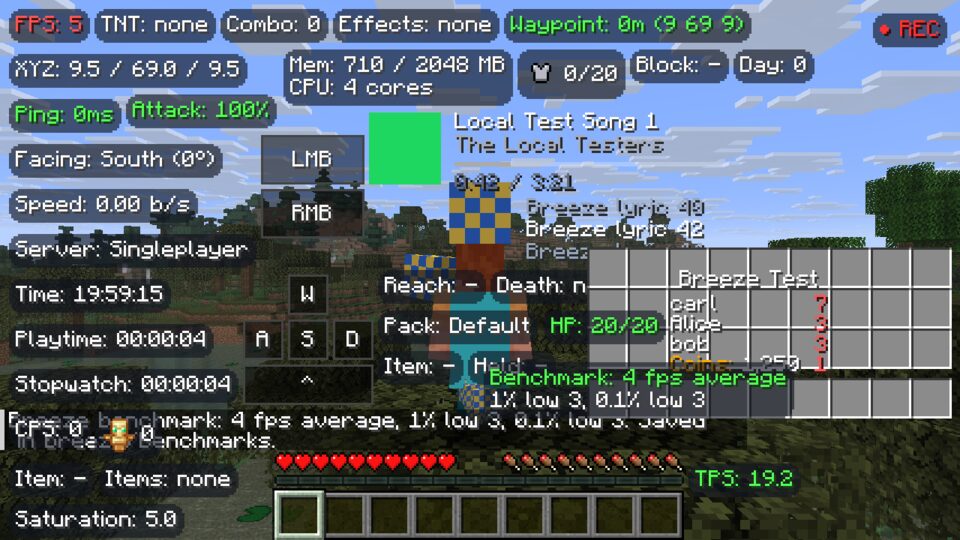 FPS: 5 TNT: none Combo: 0 Effects: none Waypoint: 0m (9 69 9) REC
XYZ: 9.5 / 69.0 / 9.5
Mem: 710 / 2048 MB
CPU: 4 cores
0/20 Block: - Day: 0
Ping: 0ms Attack: 100%
Local Test Song 1
The Local Testers
0:42 / 3:21
Facing: South (0°)
LMB
RMB
Speed: 0.00 b/s
Breeze lyric 40
Breeze lyric 42
Breeze
Server: Singleplayer
Reach: - Death: n
Breeze Test
Time: 19:59:15
W
carl 7
Pack: Default HP: 20/20
Alice 3
Playtime: 00:00:04
A S D
bob 3
Item: - Held: -
Coins: 1,250 1
Stopwatch: 00:00:04
^
Benchmark: 4 fps average
1% low 3, 0.1% low 3
Breeze benchmark: 4 fps average, 1% low 3, 0.1% low 3. Saved
in breeze benchmarks.
CPS: 0
0
Item: - Items: none
TPS: 19.2
Saturation: 5.0